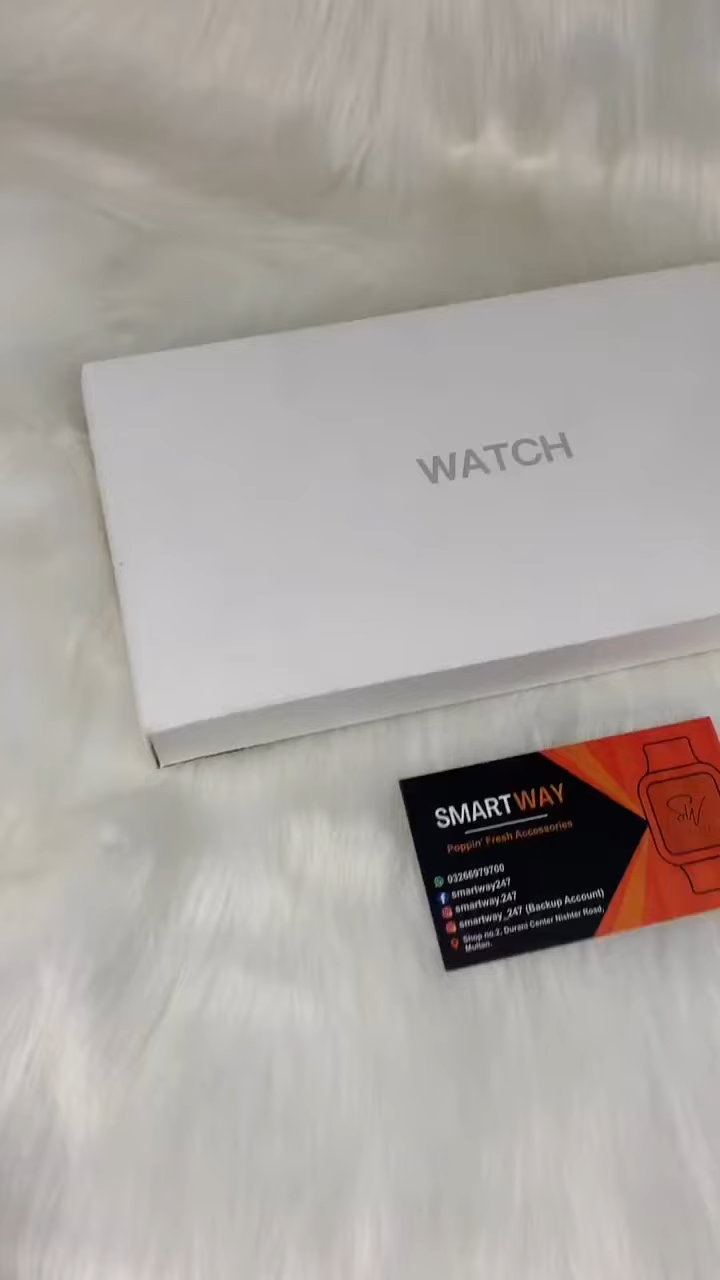 WATCH
SMARTWAY
Poppin' Fresh Accessories
03266979700
smartway247
smartway.247
smartway_247 (Backup Account)
Shop no.2, Durani Center Nishter Road,
Multan.
SW